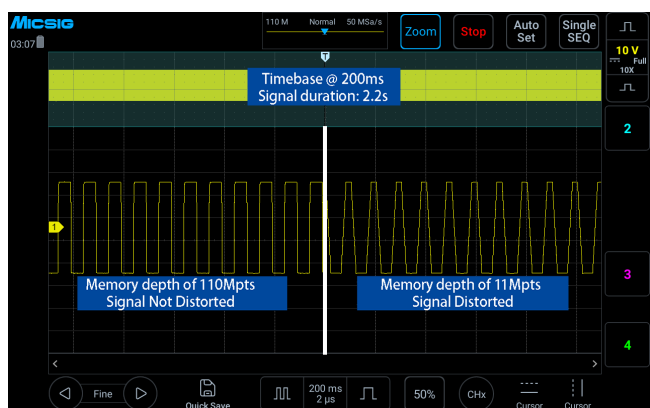 Micsig
03:07
110 M Normal 50 MSa/s
Zoom
Stop
Auto
Set
Single
SEQ
10 V
Full
10X
T
Timebase @ 200ms
Signal duration: 2.2s
2
1
Memory depth of 110Mpts
Signal Not Distorted
Memory depth of 11Mpts
Signal Distorted
3
4
Fine
Quick Save
200 ms
2 µs
50%
CHx
Cursor
Cursor